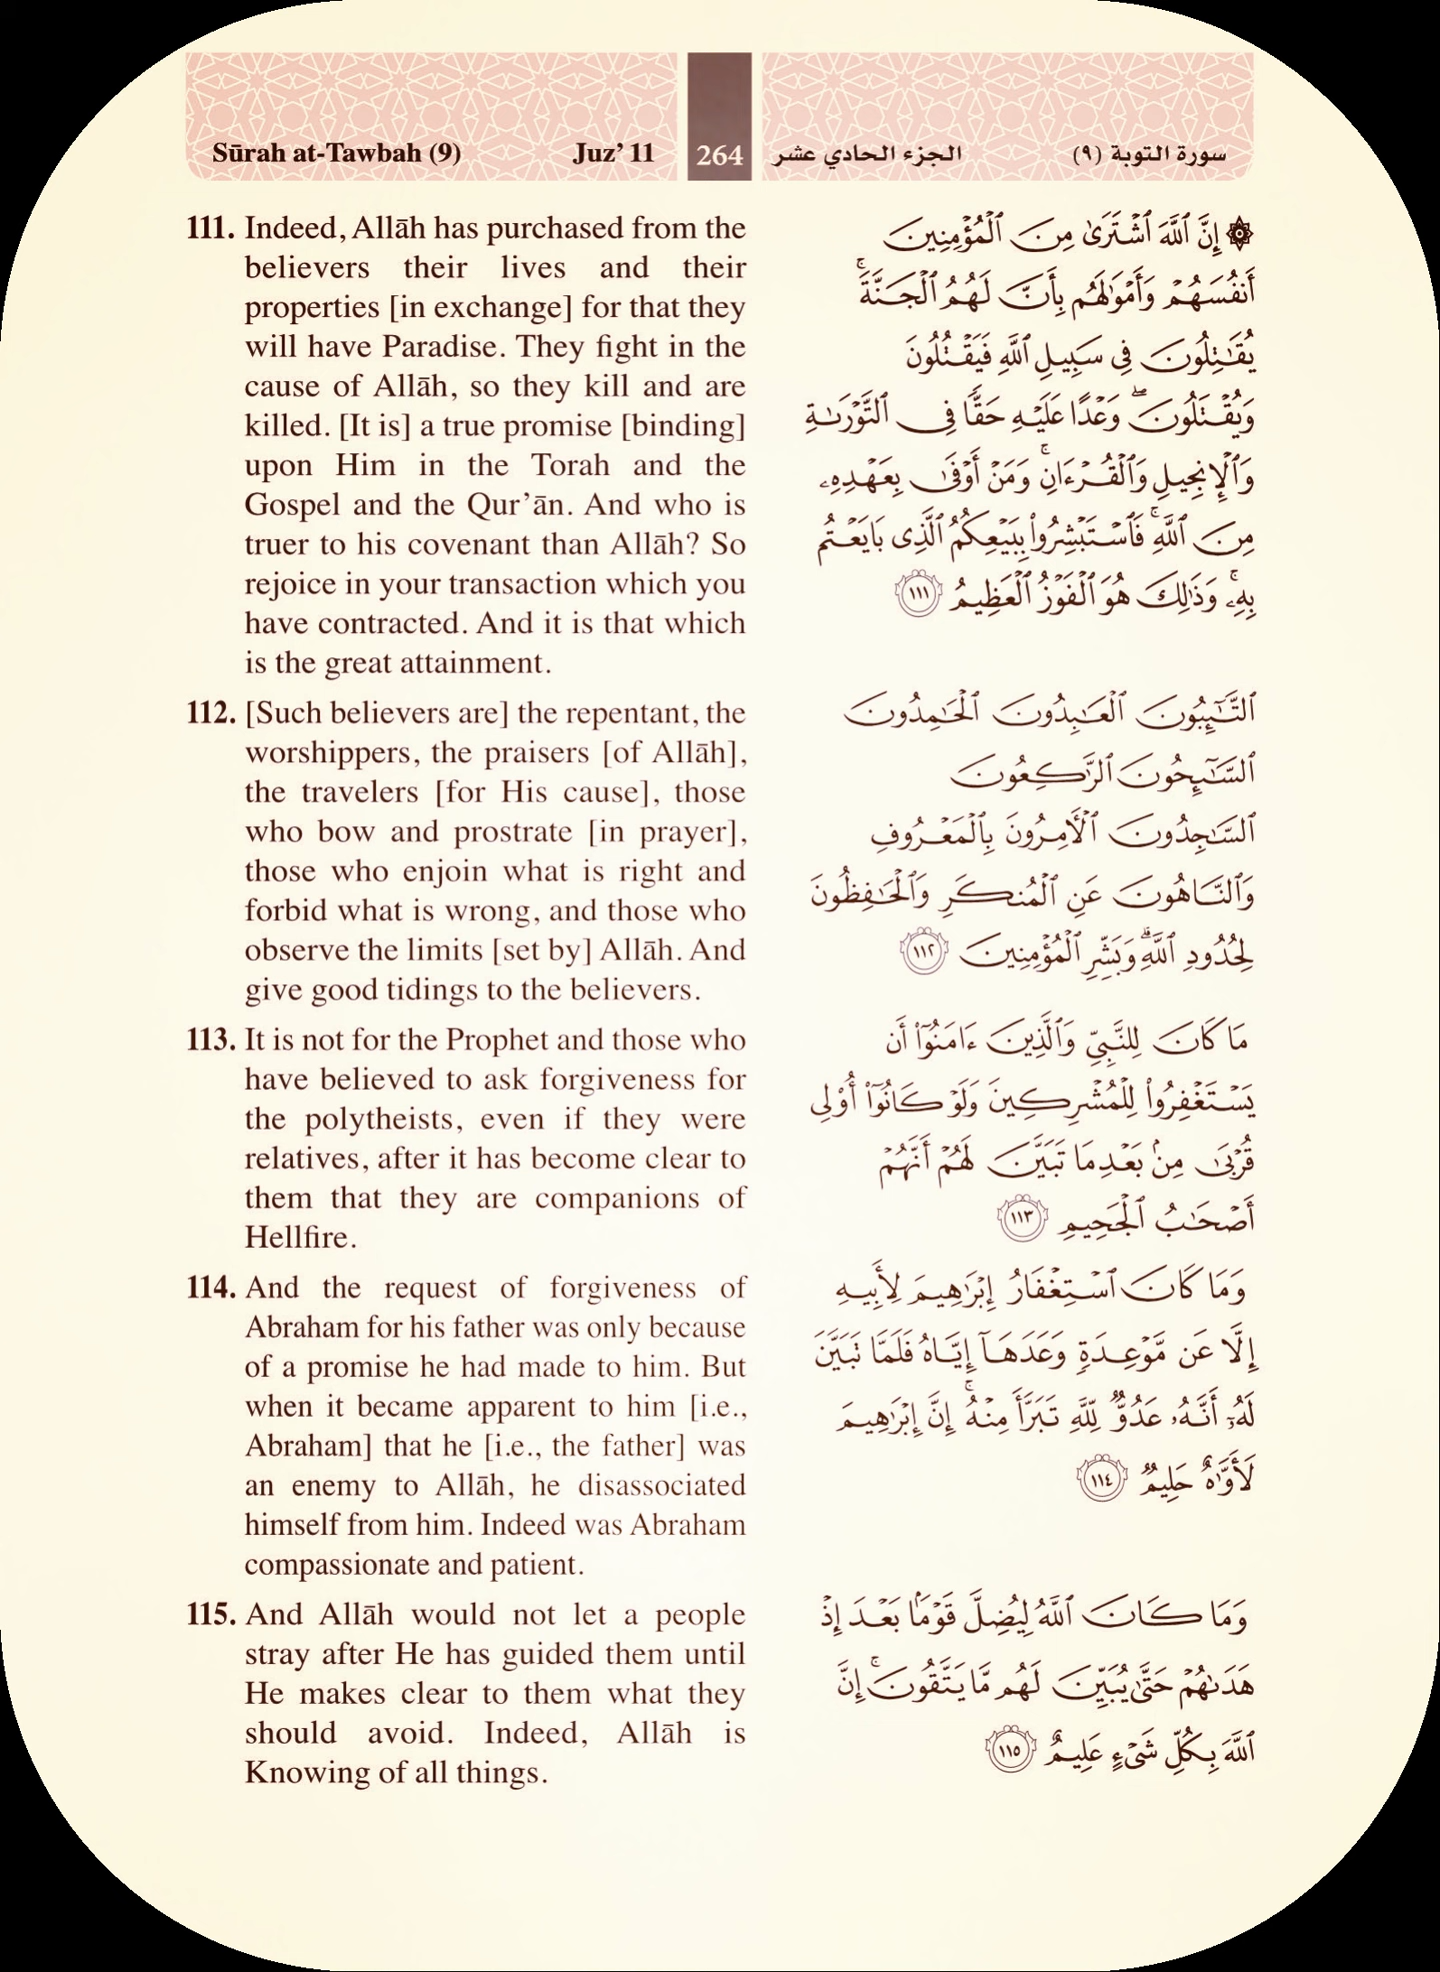 Sūrah at-Tawbah (9) Juz’ 11 264 الجزء الحادي عشر سورة التوبة (٩)
111. Indeed, Allāh has purchased from the
believers their lives and their
properties [in exchange] for that they
will have Paradise. They fight in the
cause of Allāh, so they kill and are
killed. [It is] a true promise [binding]
upon Him in the Torah and the
Gospel and the Qur’ān. And who is
truer to his covenant than Allāh? So
rejoice in your transaction which you
have contracted. And it is that which
is the great attainment.
112. [Such believers are] the repentant, the
worshippers, the praisers [of Allāh],
the travelers [for His cause], those
who bow and prostrate [in prayer],
those who enjoin what is right and
forbid what is wrong, and those who
observe the limits [set by] Allāh. And
give good tidings to the believers.
113. It is not for the Prophet and those who
have believed to ask forgiveness for
the polytheists, even if they were
relatives, after it has become clear to
them that they are companions of
Hellfire.
114. And the request of forgiveness of
Abraham for his father was only because
of a promise he had made to him. But
when it became apparent to him [i.e.,
Abraham] that he [i.e., the father] was
an enemy to Allāh, he disassociated
himself from him. Indeed was Abraham
compassionate and patient.
115. And Allāh would not let a people
stray after He has guided them until
He makes clear to them what they
should avoid. Indeed, Allāh is
Knowing of all things.
۞ إِنَّ ٱللَّهَ ٱشْتَرَىٰ مِنَ ٱلْمُؤْمِنِينَ
أَنفُسَهُمْ وَأَمْوَٰلَهُم بِأَنَّ لَهُمُ ٱلْجَنَّةَ ۚ
يُقَٰتِلُونَ فِى سَبِيلِ ٱللَّهِ فَيَقْتُلُونَ
وَيُقْتَلُونَ ۖ وَعْدًا عَلَيْهِ حَقًّا فِى ٱلتَّوْرَىٰةِ
وَٱلْإِنجِيلِ وَٱلْقُرْءَانِ ۚ وَمَنْ أَوْفَىٰ بِعَهْدِهِۦ
مِنَ ٱللَّهِ ۚ فَٱسْتَبْشِرُوا۟ بِبَيْعِكُمُ ٱلَّذِى بَايَعْتُم
بِهِۦ ۚ وَذَٰلِكَ هُوَ ٱلْفَوْزُ ٱلْعَظِيمُ ١١١
ٱلتَّٰٓئِبُونَ ٱلْعَٰبِدُونَ ٱلْحَٰمِدُونَ
ٱلسَّٰٓئِحُونَ ٱلرَّٰكِعُونَ
ٱلسَّٰجِدُونَ ٱلْءَامِرُونَ بِٱلْمَعْرُوفِ
وَٱلنَّاهُونَ عَنِ ٱلْمُنكَرِ وَٱلْحَٰفِظُونَ
لِحُدُودِ ٱللَّهِ ۗ وَبَشِّرِ ٱلْمُؤْمِنِينَ ١١٢
مَا كَانَ لِلنَّبِىِّ وَٱلَّذِينَ ءَامَنُوٓا۟ أَن
يَسْتَغْفِرُوا۟ لِلْمُشْرِكِينَ وَلَوْ كَانُوٓا۟ أُو۟لِى
قُرْبَىٰ مِنۢ بَعْدِ مَا تَبَيَّنَ لَهُمْ أَنَّهُمْ
أَصْحَٰبُ ٱلْجَحِيمِ ١١٣
وَمَا كَانَ ٱسْتِغْفَارُ إِبْرَٰهِيمَ لِأَبِيهِ
إِلَّا عَن مَّوْعِدَةٍ وَعَدَهَآ إِيَّاهُ فَلَمَّا تَبَيَّنَ
لَهُۥٓ أَنَّهُۥ عَدُوٌّ لِّلَّهِ تَبَرَّأَ مِنْهُ ۚ إِنَّ إِبْرَٰهِيمَ
لَأَوَّٰهٌ حَلِيمٌ ١١٤
وَمَا كَانَ ٱللَّهُ لِيُضِلَّ قَوْمًۢا بَعْدَ إِذْ
هَدَىٰهُمْ حَتَّىٰ يُبَيِّنَ لَهُم مَّا يَتَّقُونَ ۚ إِنَّ
ٱللَّهَ بِكُلِّ شَىْءٍ عَلِيمٌ ١١٥